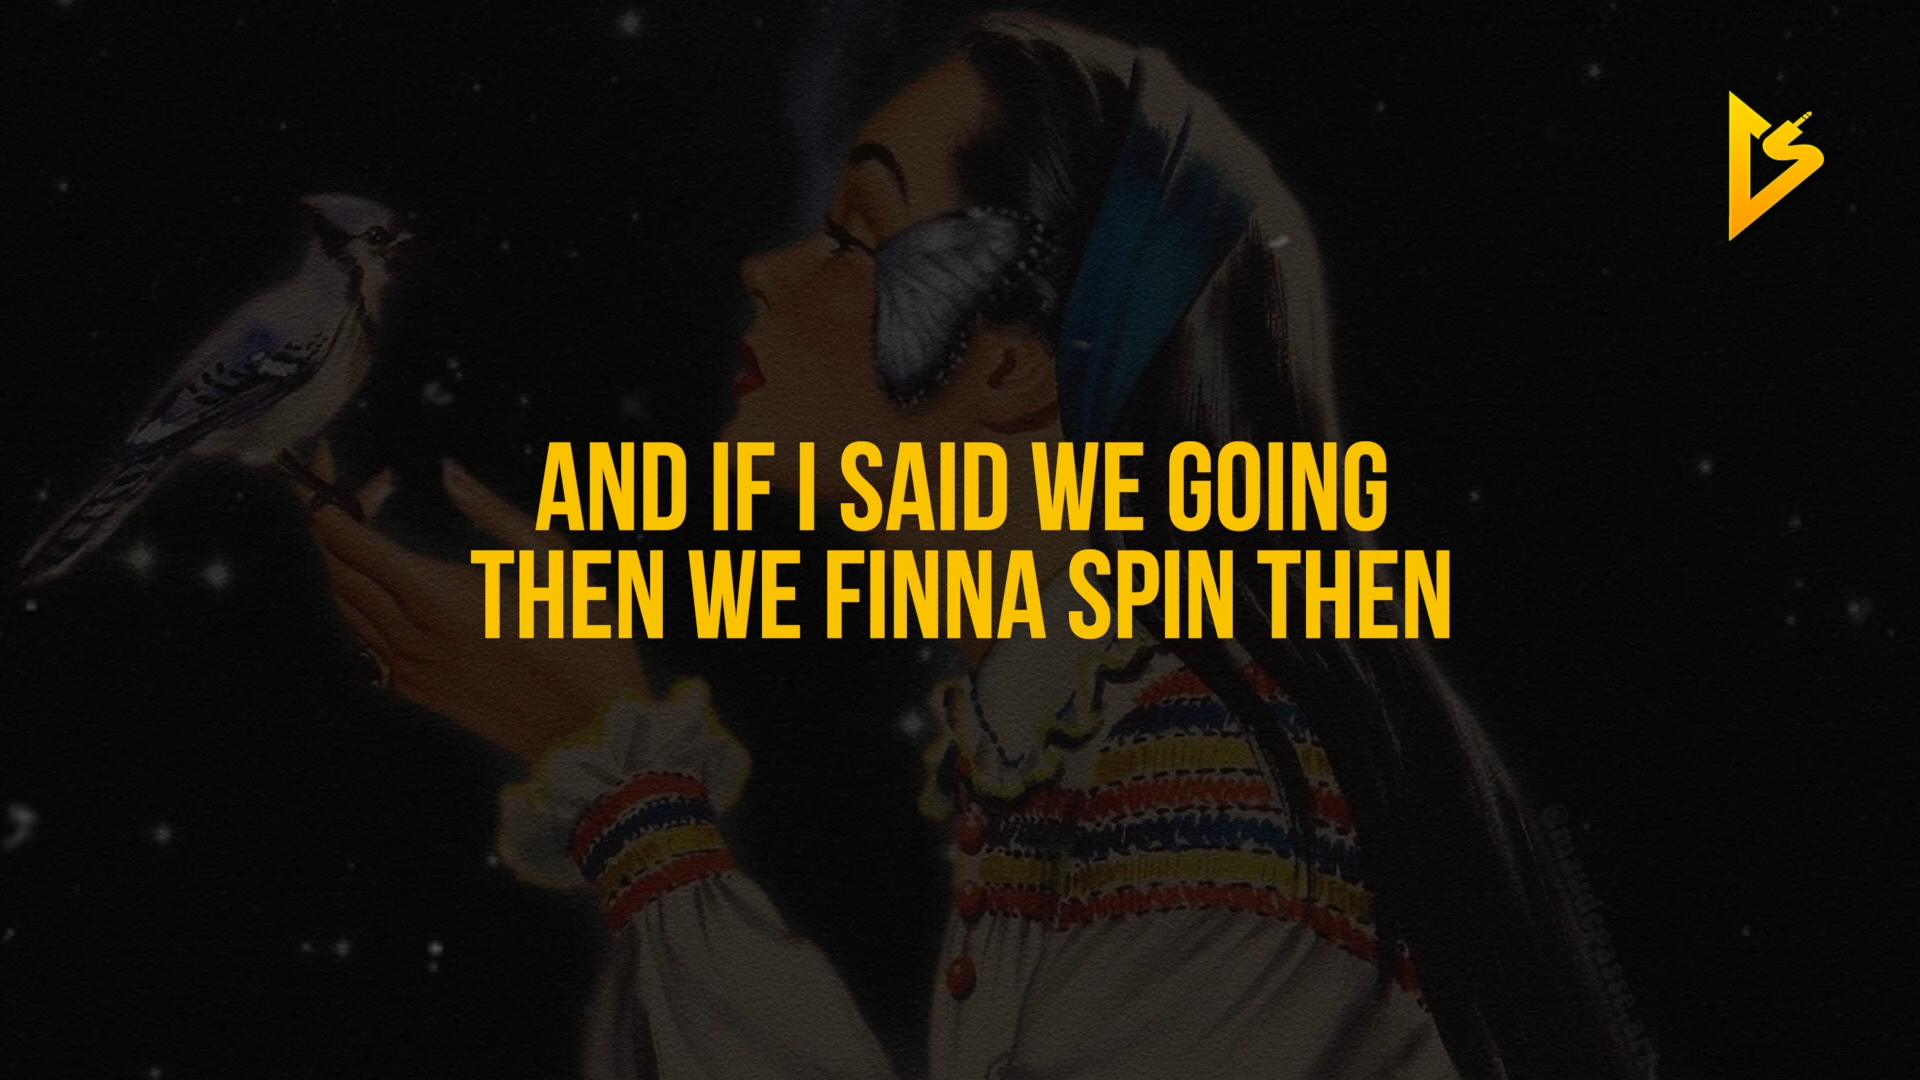 AND IF I SAID WE GOING
THEN WE FINNA SPIN THEN